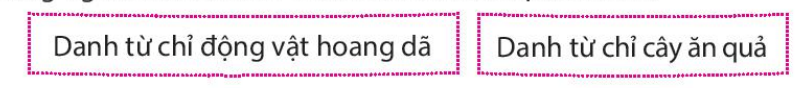 Danh từ chỉ động vật hoang dã
Danh từ chỉ cây ăn quả